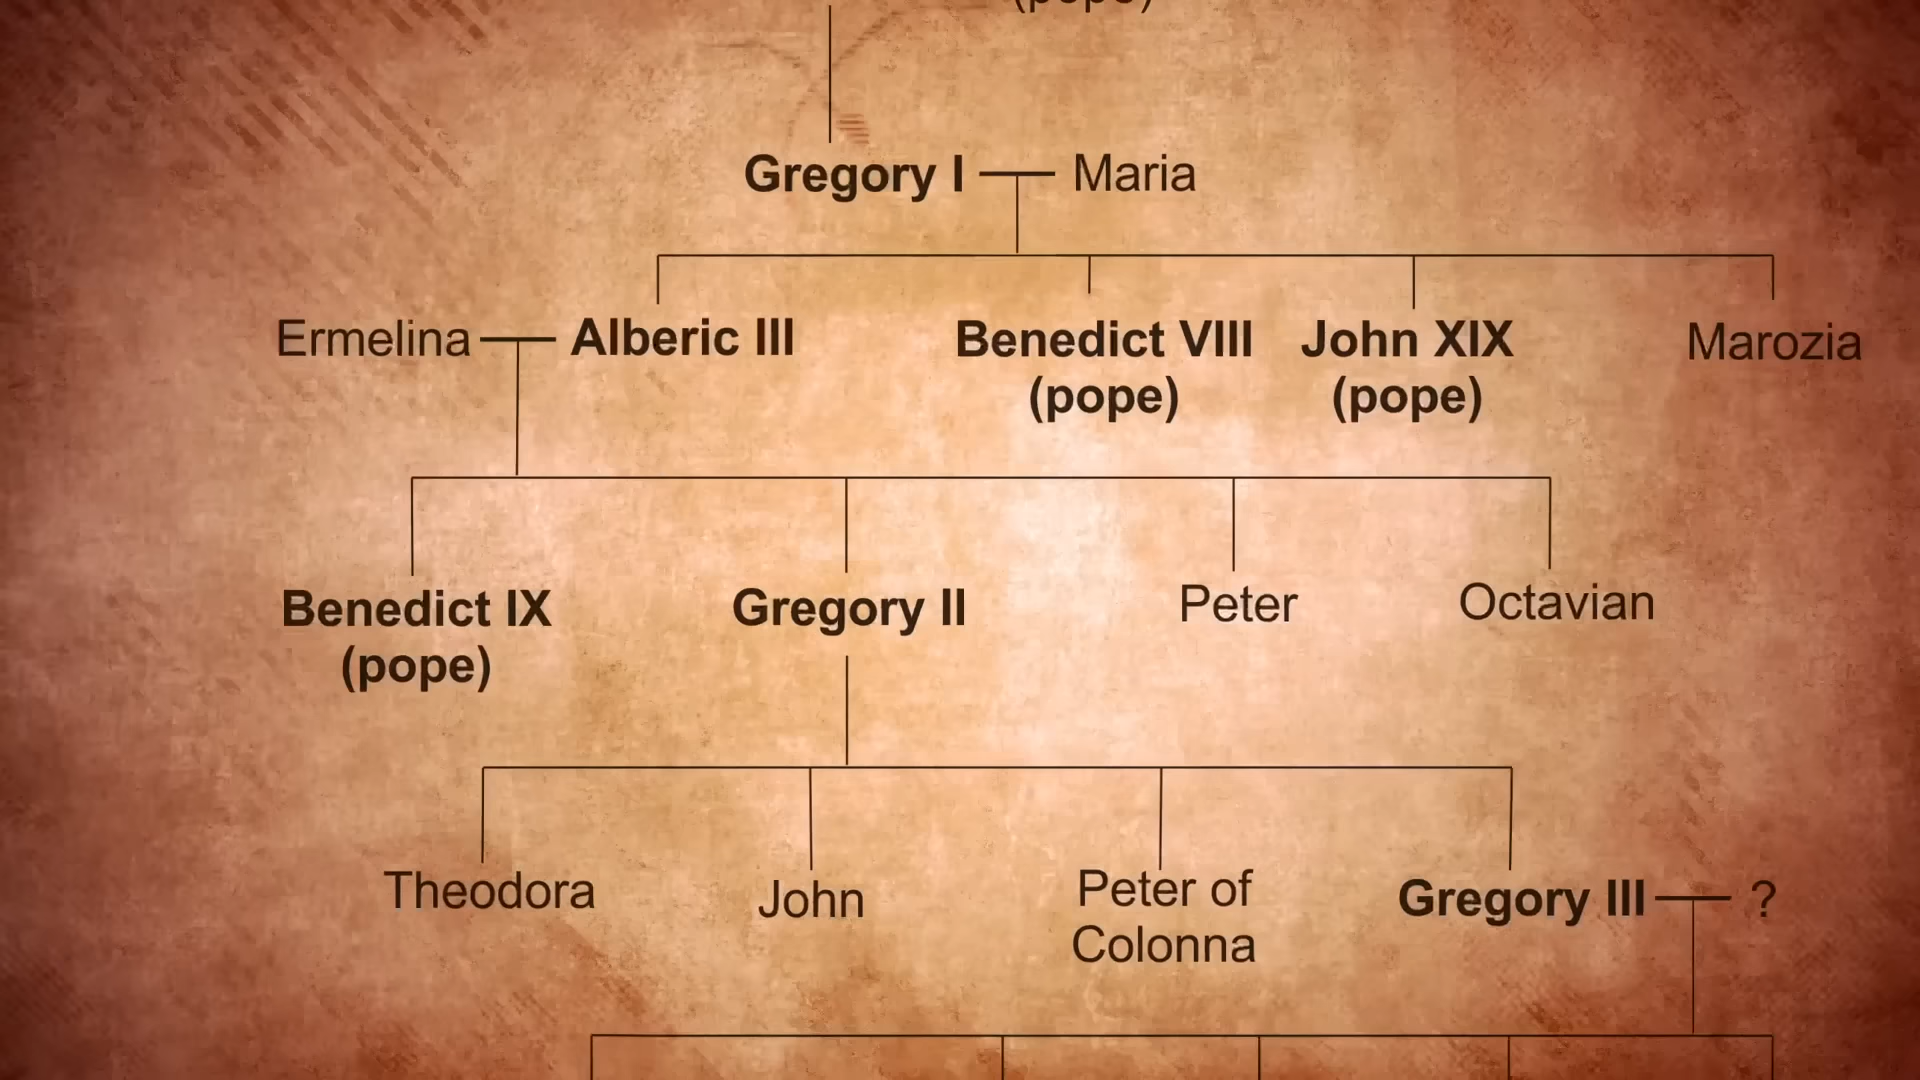 (pope)
Gregory I Maria
Ermelina Alberic III Benedict VIII John XIX Marozia
(pope) (pope)
Benedict IX Gregory II Peter Octavian
(pope)
Theodora John Peter of Gregory III ?
Colonna